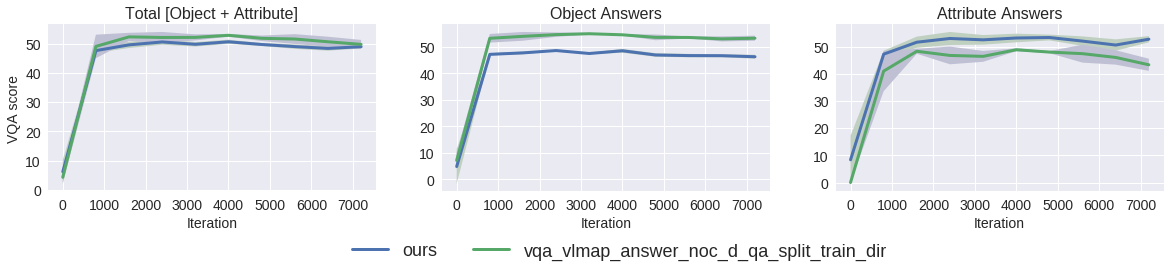 Total [Object + Attribute]
VQA score
50
40
30
20
10
0
0 1000 2000 3000 4000 5000 6000 7000
Iteration
Object Answers
50
40
30
20
10
0
0 1000 2000 3000 4000 5000 6000 7000
Iteration
Attribute Answers
50
40
30
20
10
0
0 1000 2000 3000 4000 5000 6000 7000
Iteration
ours
vqa_vlmap_answer_noc_d_qa_split_train_dir